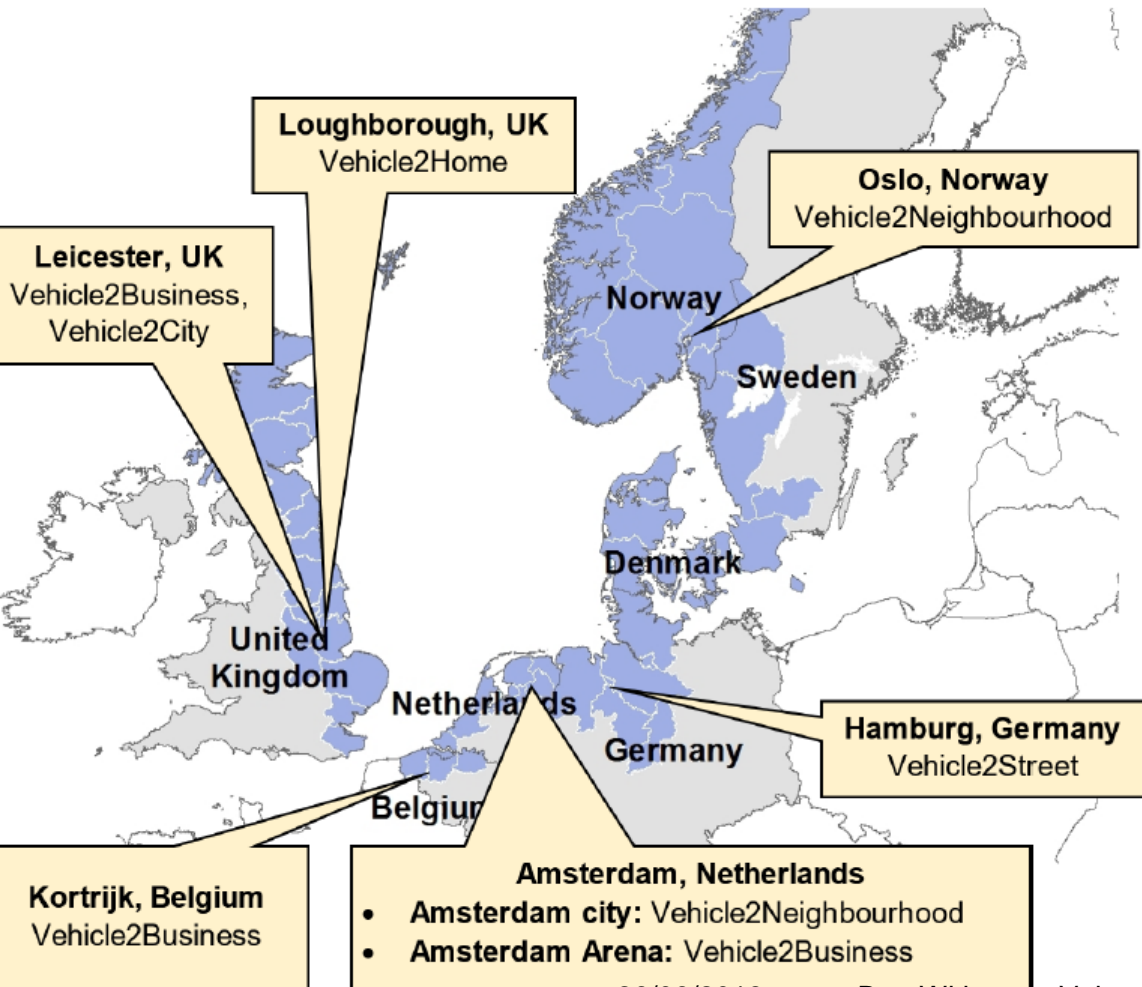 Loughborough, UK
Vehicle2Home
Oslo, Norway
Vehicle2Neighbourhood
Leicester, UK
Vehicle2Business,
Vehicle2City
Norway
Sweden
Denmark
United
Kingdom
Netherlands
Germany
Hamburg, Germany
Vehicle2Street
Kortrijk, Belgium
Vehicle2Business
Amsterdam, Netherlands
• Amsterdam city: Vehicle2Neighbourhood
• Amsterdam Arena: Vehicle2Business